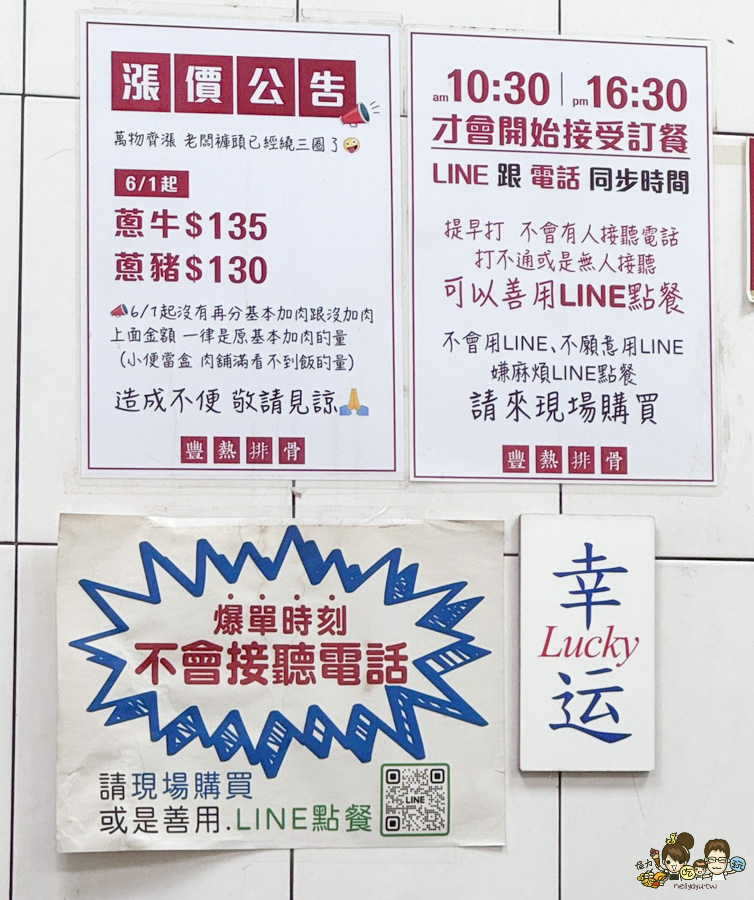 漲價公告
萬物齊漲 老闆褲頭已經繞三圈了
6/1起
蔥牛$135
蔥豬$130
6/1起沒有再分基本加肉跟沒加肉
上面金額 一律是原基本加肉的量
(小便當盒 肉舖滿看不到飯的量)
造成不便 敬請見諒
豐熱排骨
am10:30 | pm16:30
才會開始接受訂餐
LINE 跟 電話 同步時間
提早打 不會有人接聽電話
打不通或是無人接聽
可以善用LINE點餐
不會用LINE、不願意用LINE
嫌麻煩LINE點餐
請來現場購買
豐熱排骨
爆單時刻
不會接聽電話
請現場購買
或是善用.LINE點餐
LINE
幸
Lucky
运
nellydyu.tw